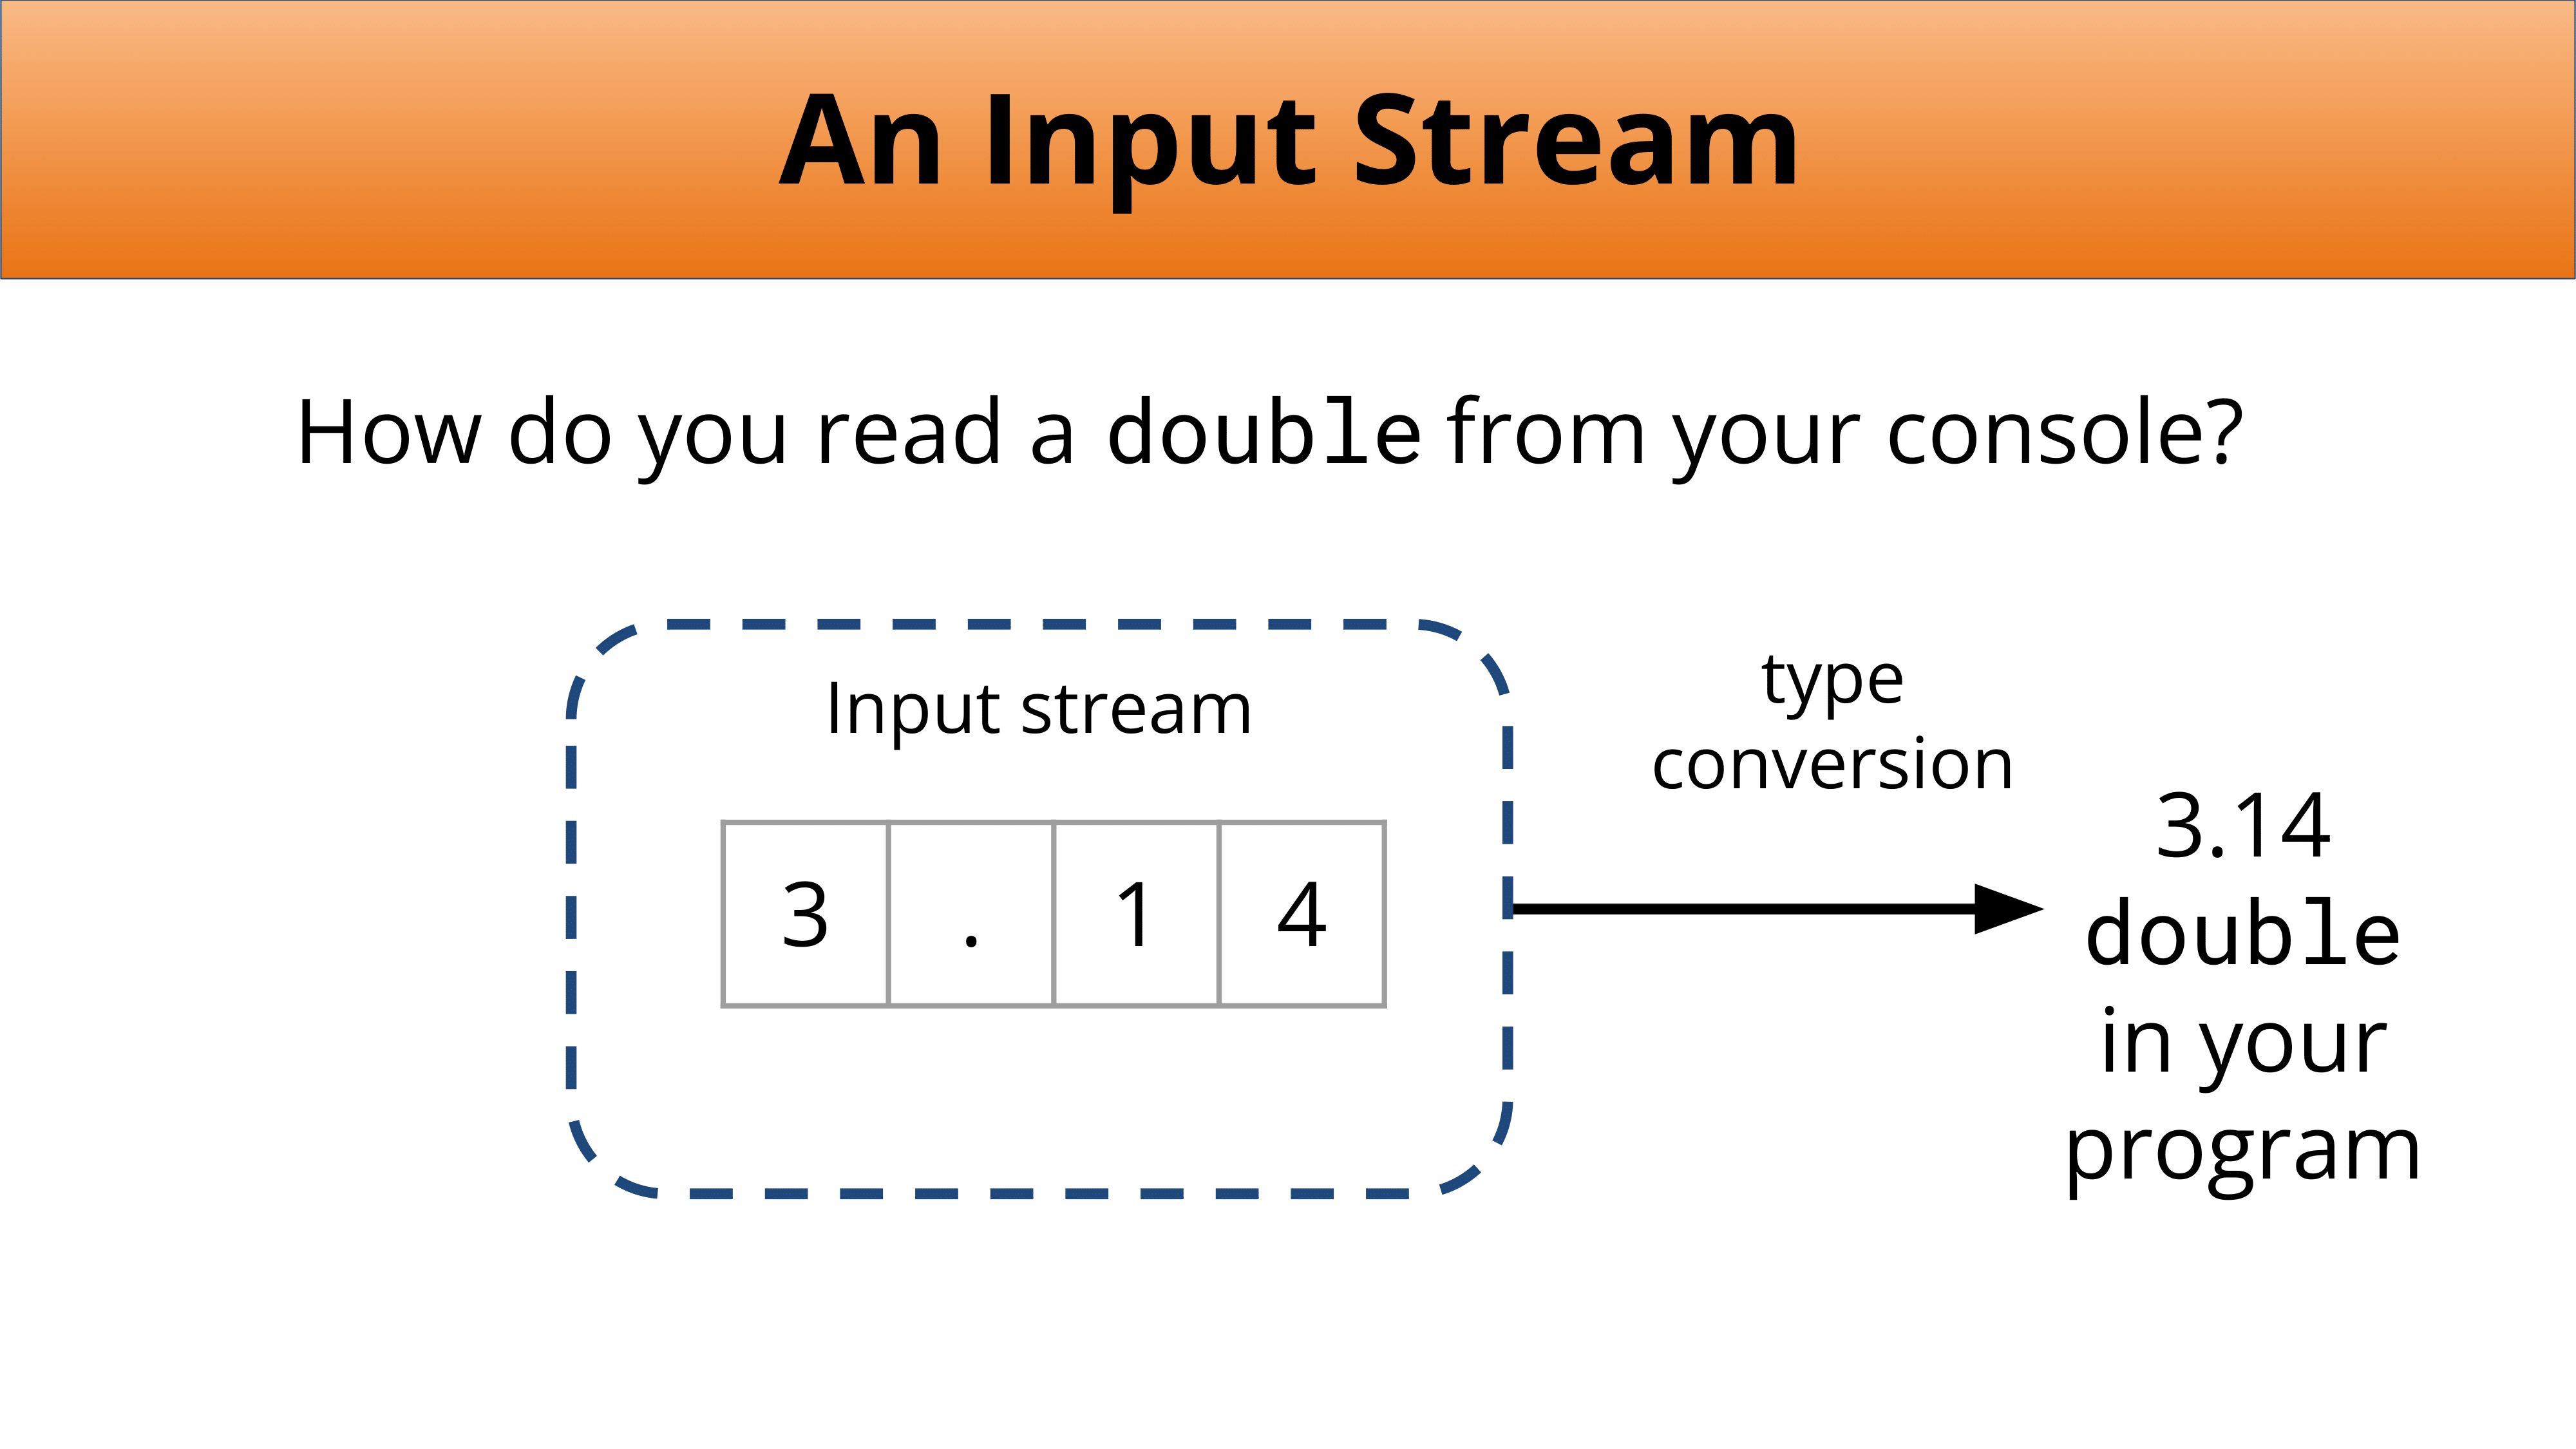 An Input Stream
How do you read a double from your console?
Input stream
3 . 1 4
type
conversion
3.14
double
in your
program